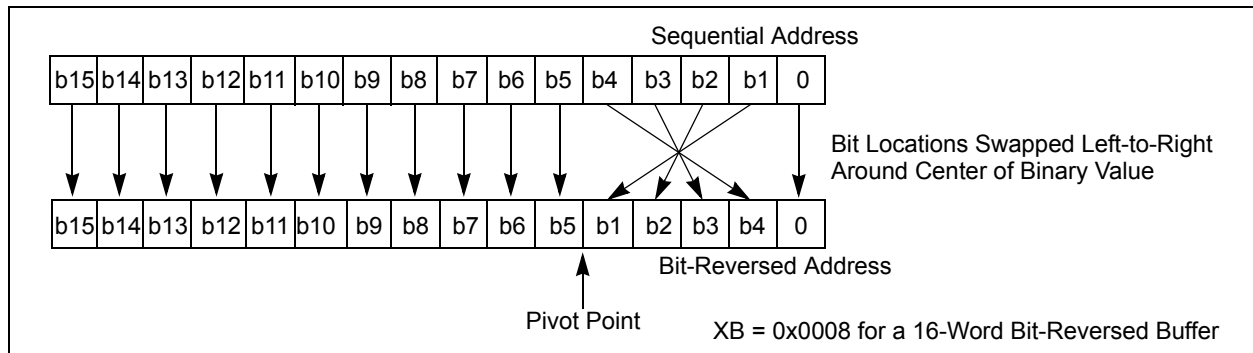 Sequential Address
b15 b14 b13 b12 b11 b10 b9 b8 b7 b6 b5 b4 b3 b2 b1 0
Bit Locations Swapped Left-to-Right
Around Center of Binary Value
b15 b14 b13 b12 b11 b10 b9 b8 b7 b6 b5 b1 b2 b3 b4 0
Bit-Reversed Address
Pivot Point
XB = 0x0008 for a 16-Word Bit-Reversed Buffer